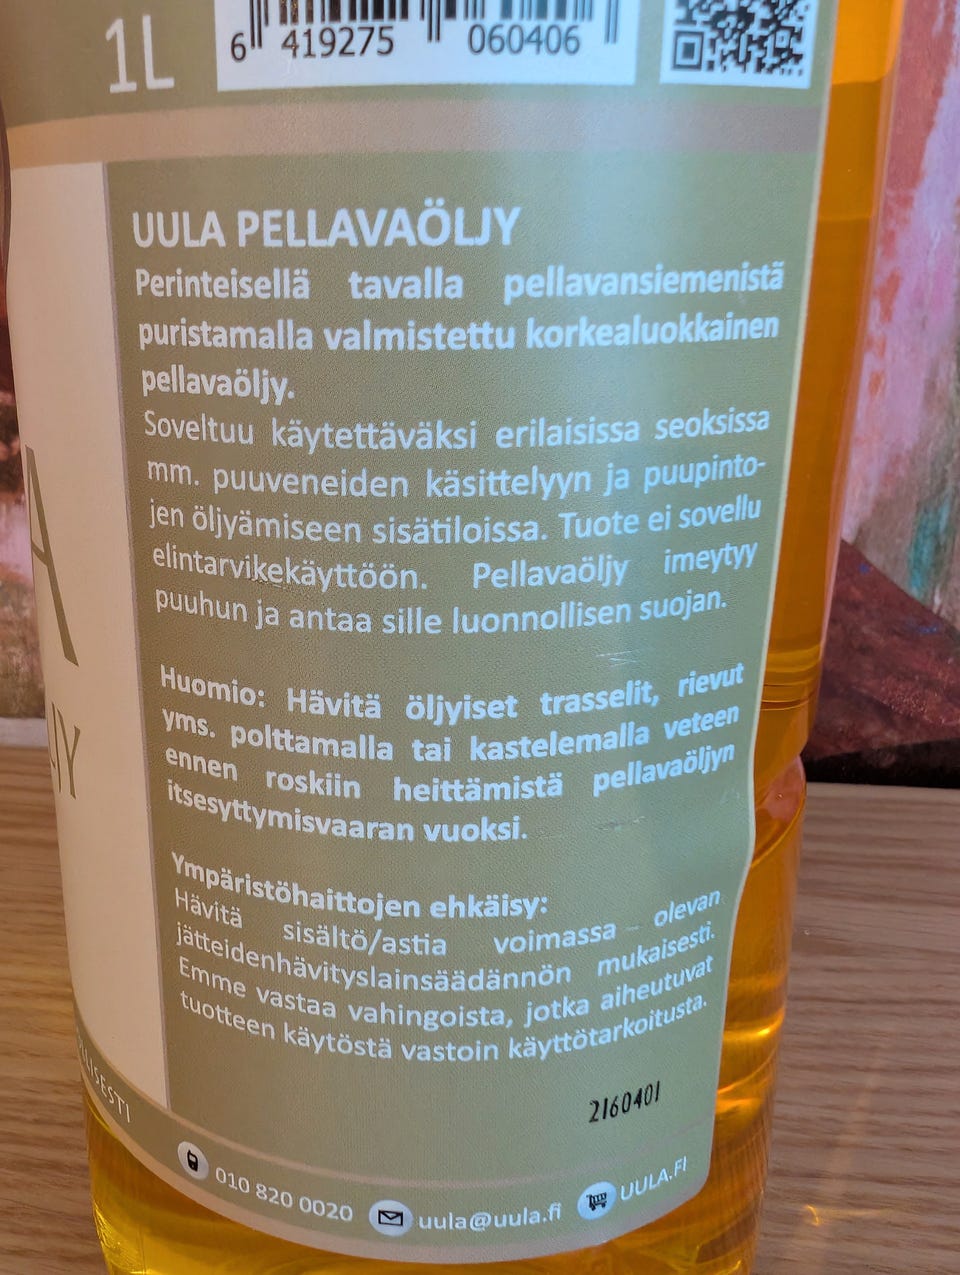 1L
6 419275 060406
UULA PELLAVAÖLJY
Perinteisellä tavalla pellavansiemenistä
puristamalla valmistettu korkealuokkainen
pellavaöljy.
Soveltuu käytettäväksi erilaisissa seoksissa
mm. puuveneiden käsittelyyn ja puupinto-
jen öljyämiseen sisätiloissa. Tuote ei sovellu
elintarvikekäyttöön. Pellavaöljy imeytyy
puuhun ja antaa sille luonnollisen suojan.
Huomio: Hävitä öljyiset trasselit, rievut
yms. polttamalla tai kastelemalla veteen
ennen roskiin heittämistä pellavaöljyn
itsesyttymisvaaran vuoksi.
Ympäristöhaittojen ehkäisy:
Hävitä sisältö/astia voimassa olevan
jätteidenhävityslainsäädännön mukaisesti.
Emme vastaa vahingoista, jotka aiheutuvat
tuotteen käytöstä vastoin käyttötarkoitusta.
2160401
010 820 0020 uula@uula.fi UULA.FI